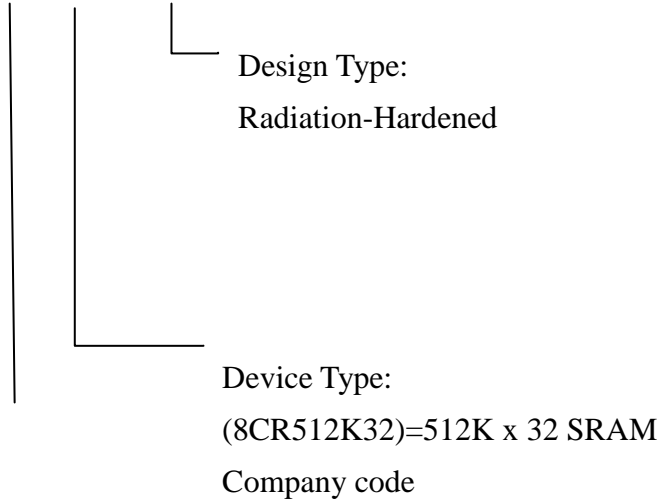 Design Type:
Radiation-Hardened
Device Type:
(8CR512K32)=512K x 32 SRAM
Company code